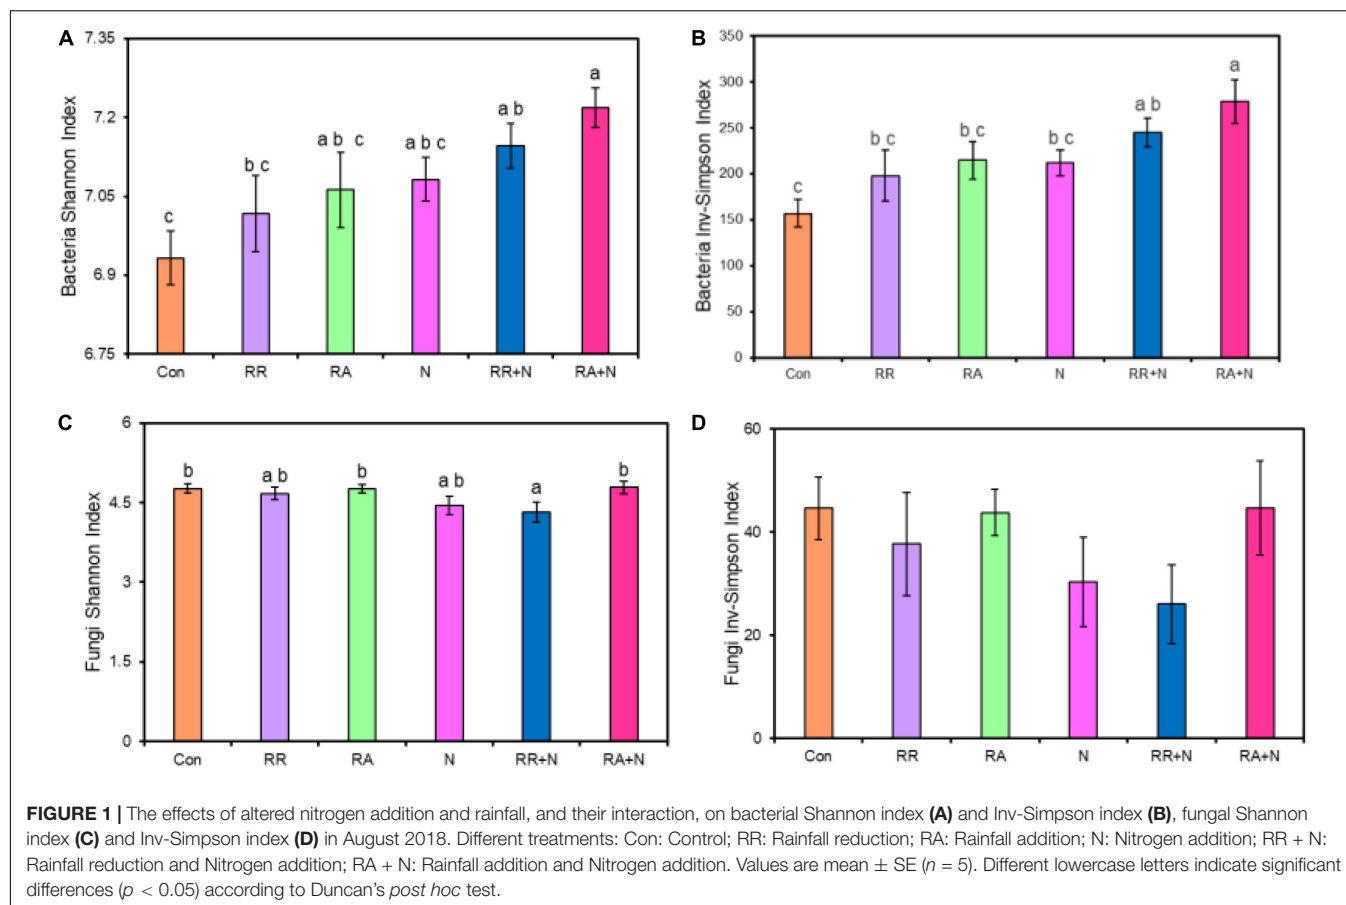 A
7.35
7.2
7.05
6.9
6.75
Bacteria Shannon Index
c
b c
a b c
a b c
a b
a
Con RR RA N RR+N RA+N
B
350
300
250
200
150
100
50
0
Bacteria Inv-Simpson Index
c
b c
b c
b c
a b
a
Con RR RA N RR+N RA+N
C
6
4.5
3
1.5
0
Fungi Shannon Index
b
a b
b
a b
a
b
Con RR RA N RR+N RA+N
D
60
40
20
0
Fungi Inv-Simpson Index
Con RR RA N RR+N RA+N
FIGURE 1 | The effects of altered nitrogen addition and rainfall, and their interaction, on bacterial Shannon index (A) and Inv-Simpson index (B), fungal Shannon
index (C) and Inv-Simpson index (D) in August 2018. Different treatments: Con: Control; RR: Rainfall reduction; RA: Rainfall addition; N: Nitrogen addition; RR + N:
Rainfall reduction and Nitrogen addition; RA + N: Rainfall addition and Nitrogen addition. Values are mean ± SE (n = 5). Different lowercase letters indicate significant
differences (p < 0.05) according to Duncan's post hoc test.